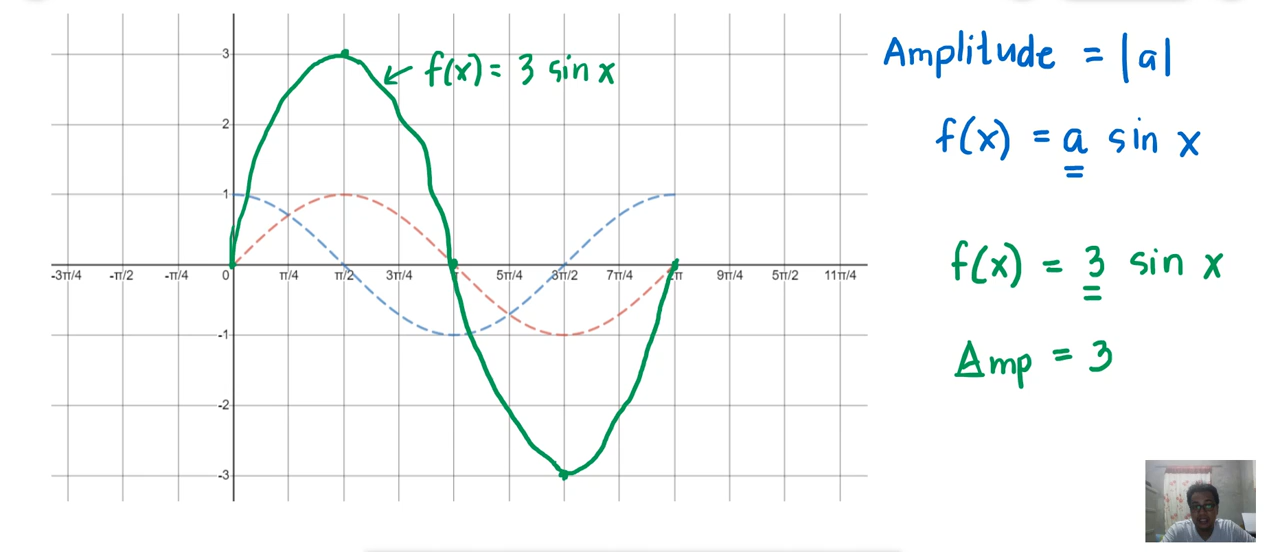 3
f(x) = 3 sin x
2
1
-3π/4 -π/2 -π/4 0 π/4 π/2 3π/4 π 5π/4 3π/2 7π/4 2π 9π/4 5π/2 11π/4
-1
-2
-3
Amplitude = |a|
f(x) = a sin x
f(x) = 3 sin x
Amp = 3